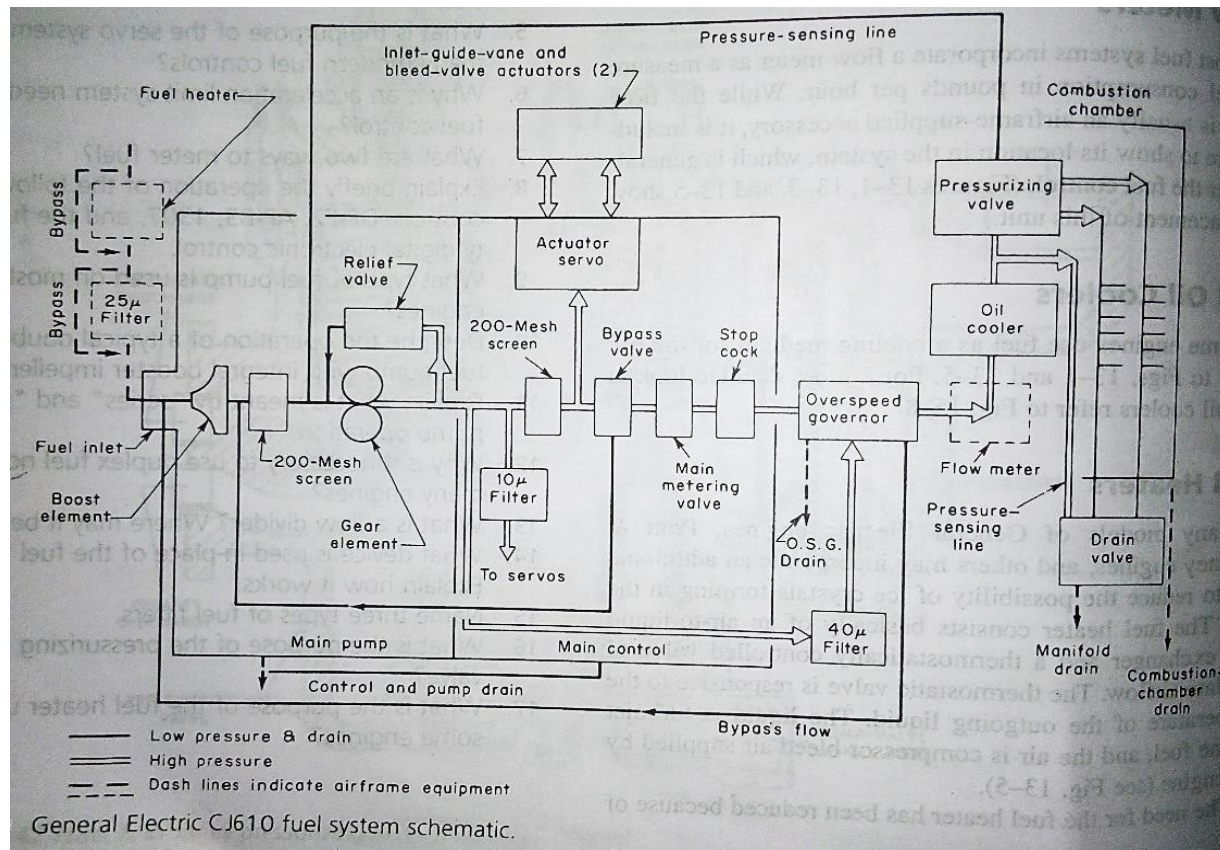 Pressure-sensing line
Inlet-guide-vane and
bleed-valve actuators (2)
Fuel heater
Combustion
chamber
Bypass
Pressurizing
valve
Actuator
servo
Relief
valve
Bypass
25μ
Filter
200-Mesh
screen
Bypass
valve
Stop
cock
Oil
cooler
Overspeed
governor
Fuel inlet
200-Mesh
screen
10μ
Filter
Main
metering
valve
Flow meter
Boost
element
Gear
element
Pressure-
sensing
line
O.S.G.
Drain
Drain
valve
To servos
40μ
Filter
Main pump
Main control
Manifold
drain
Combustion-
chamber
drain
Control and pump drain
Bypass flow
Low pressure & drain
High pressure
Dash lines indicate airframe equipment
General Electric CJ610 fuel system schematic.